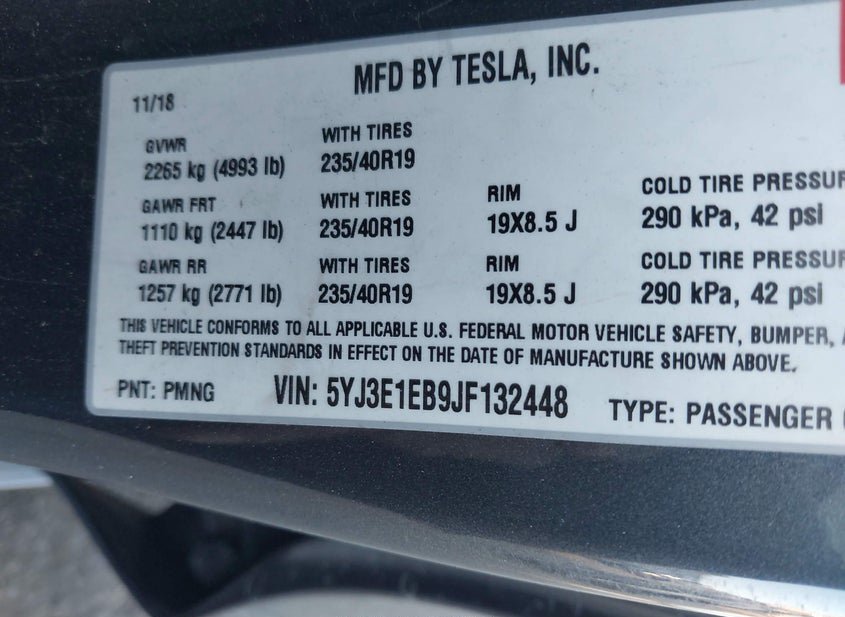 MFD BY TESLA, INC.
11/18
GVWR
2265 kg (4993 lb)
WITH TIRES
235/40R19
GAWR FRT
1110 kg (2447 lb)
WITH TIRES
235/40R19
RIM
19X8.5 J
COLD TIRE PRESSUR
290 kPa, 42 psi
GAWR RR
1257 kg (2771 lb)
WITH TIRES
235/40R19
RIM
19X8.5 J
COLD TIRE PRESSUR
290 kPa, 42 psi
THIS VEHICLE CONFORMS TO ALL APPLICABLE U.S. FEDERAL MOTOR VEHICLE SAFETY, BUMPER,
THEFT PREVENTION STANDARDS IN EFFECT ON THE DATE OF MANUFACTURE SHOWN ABOVE.
PNT: PMNG
VIN: 5YJ3E1EB9JF132448
TYPE: PASSENGER